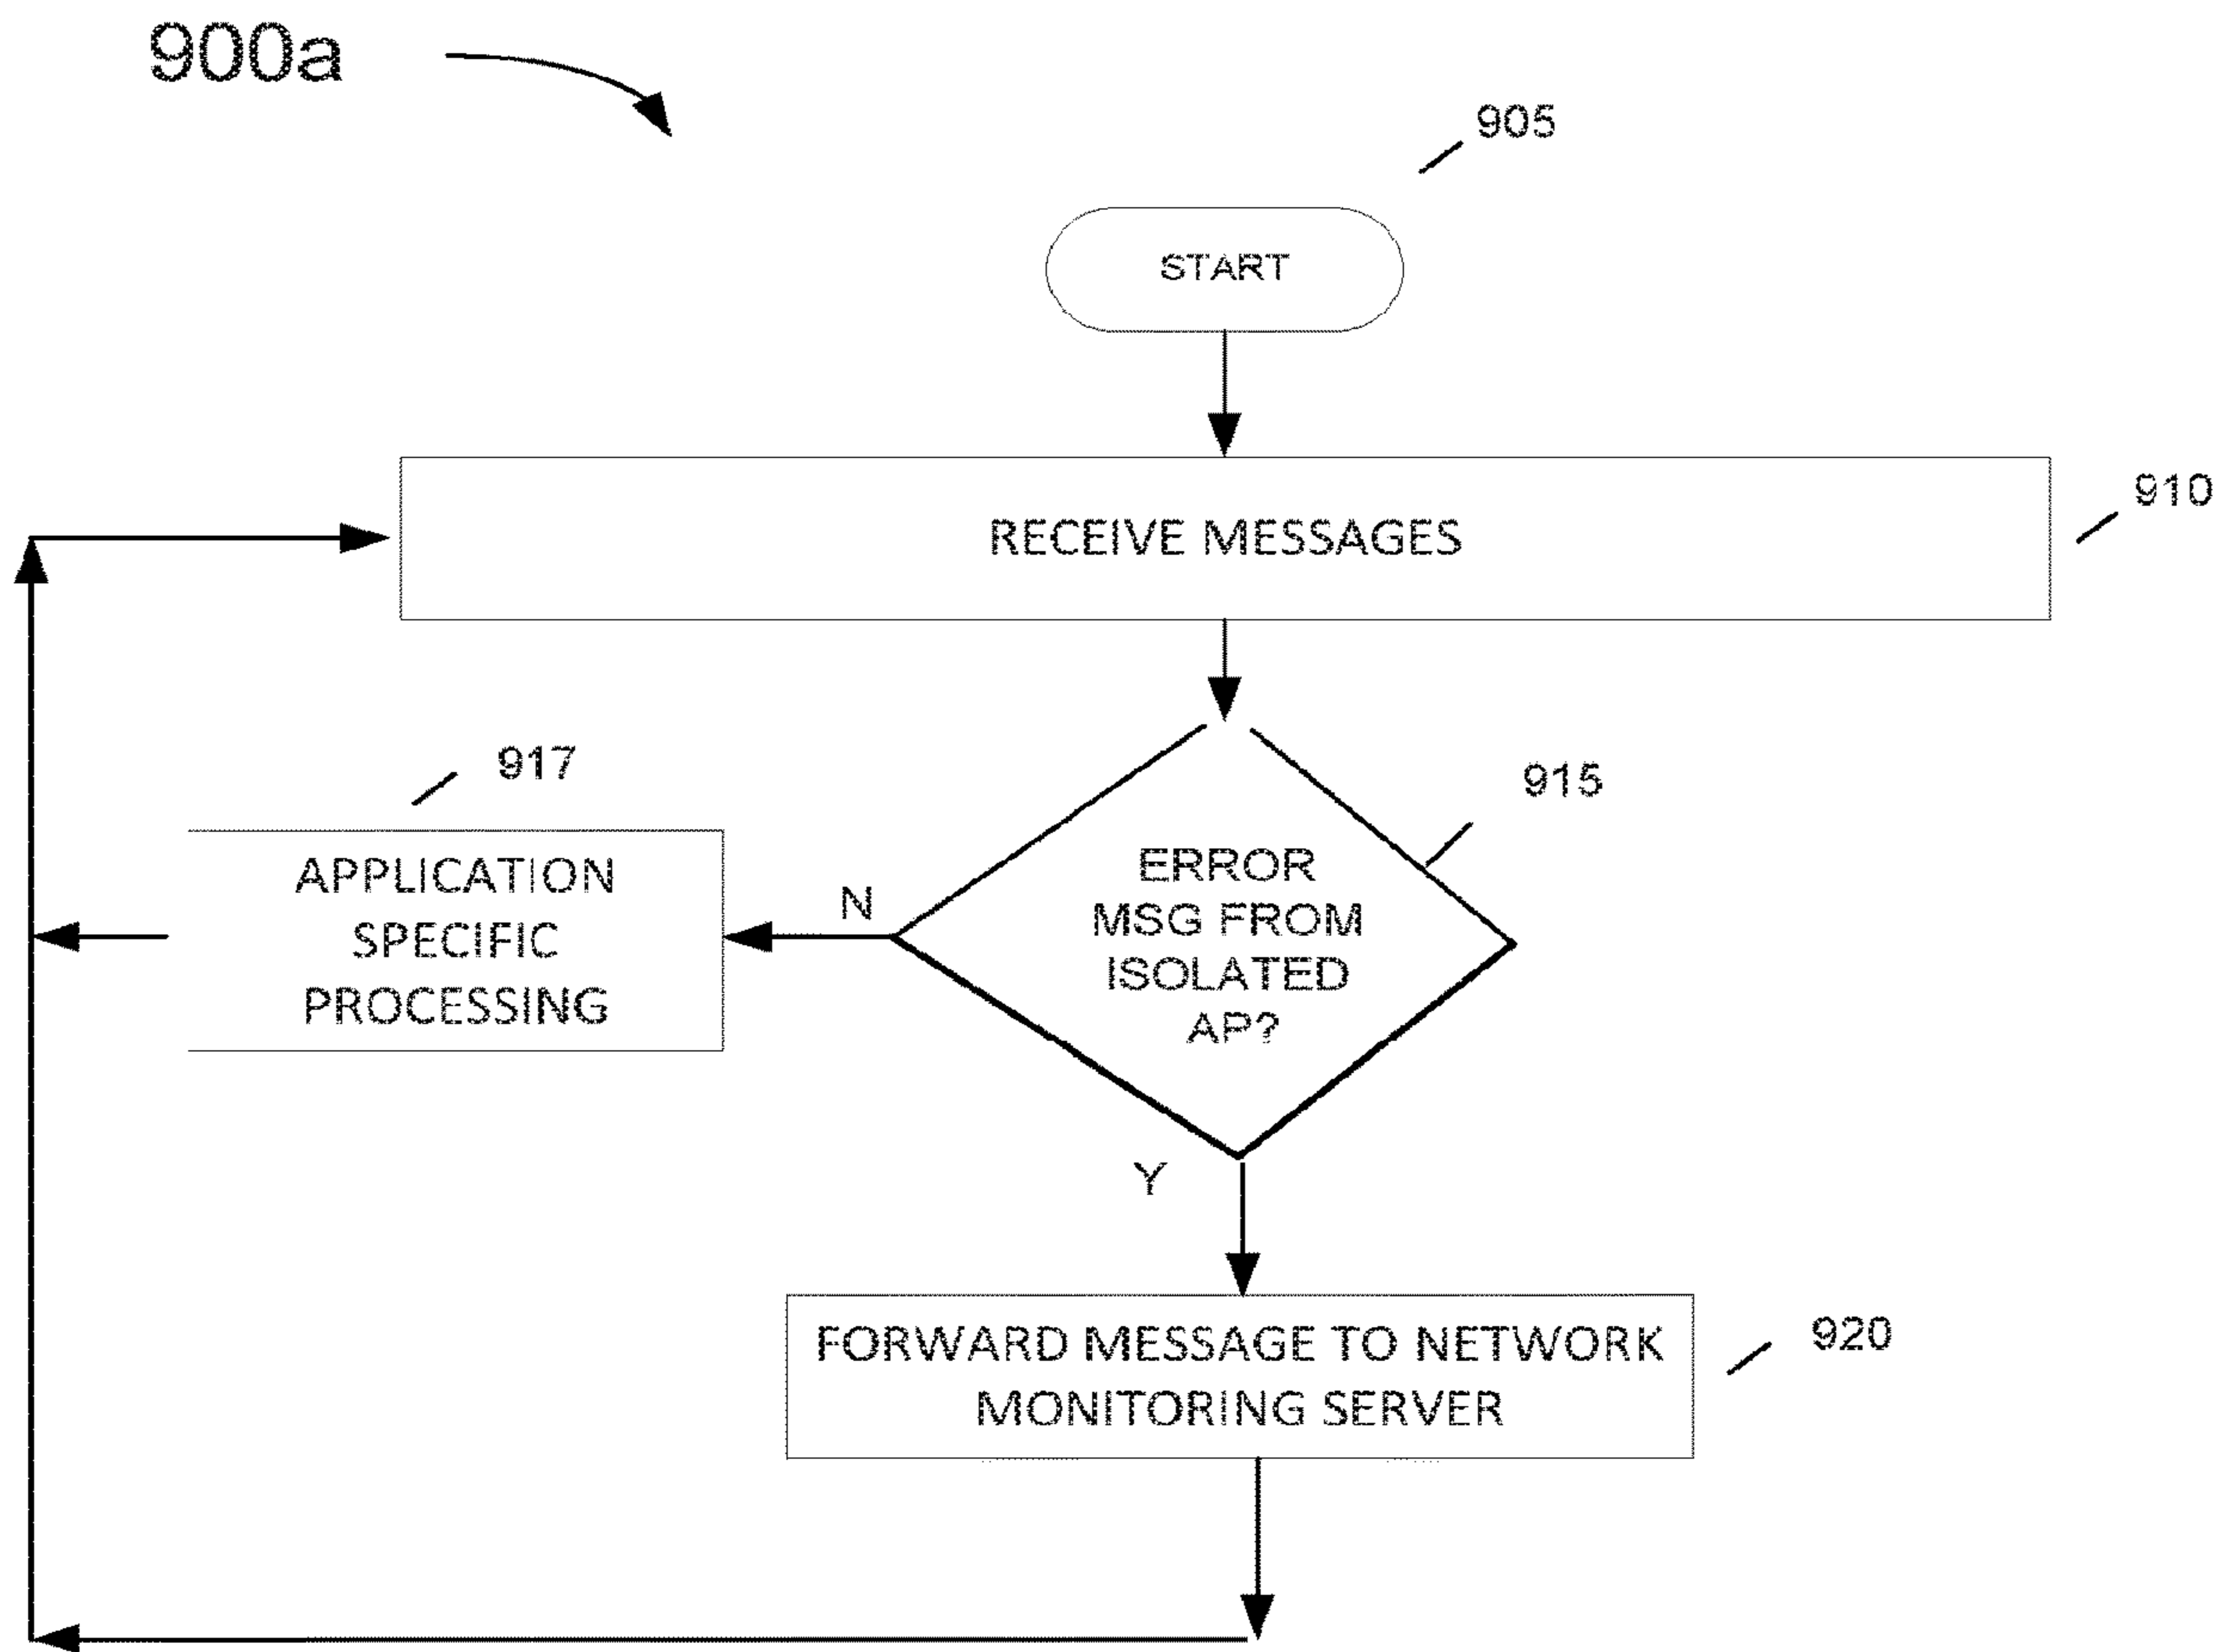 900a
905
START
910
RECEIVE MESSAGES
917
915
APPLICATION
SPECIFIC
PROCESSING
N
ERROR
MSG FROM
ISOLATED
AP?
Y
920
FORWARD MESSAGE TO NETWORK
MONITORING SERVER